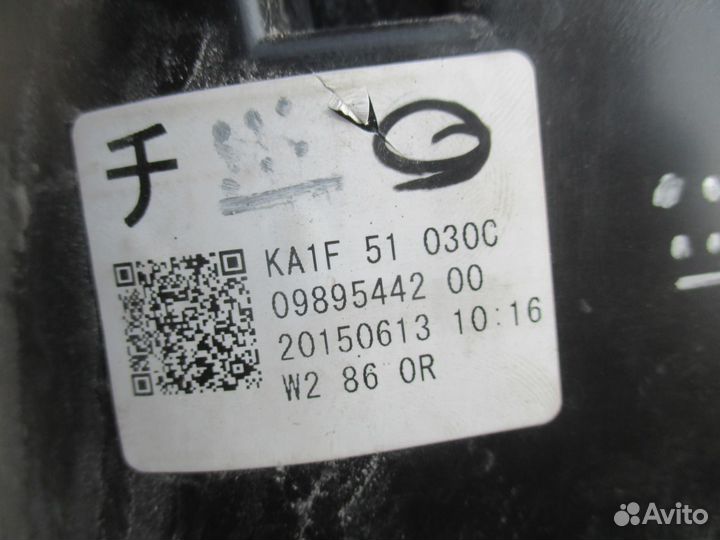 チ
KA1F 51 030C
09895442 00
20150613 10:16
W2 86 0R
Avito